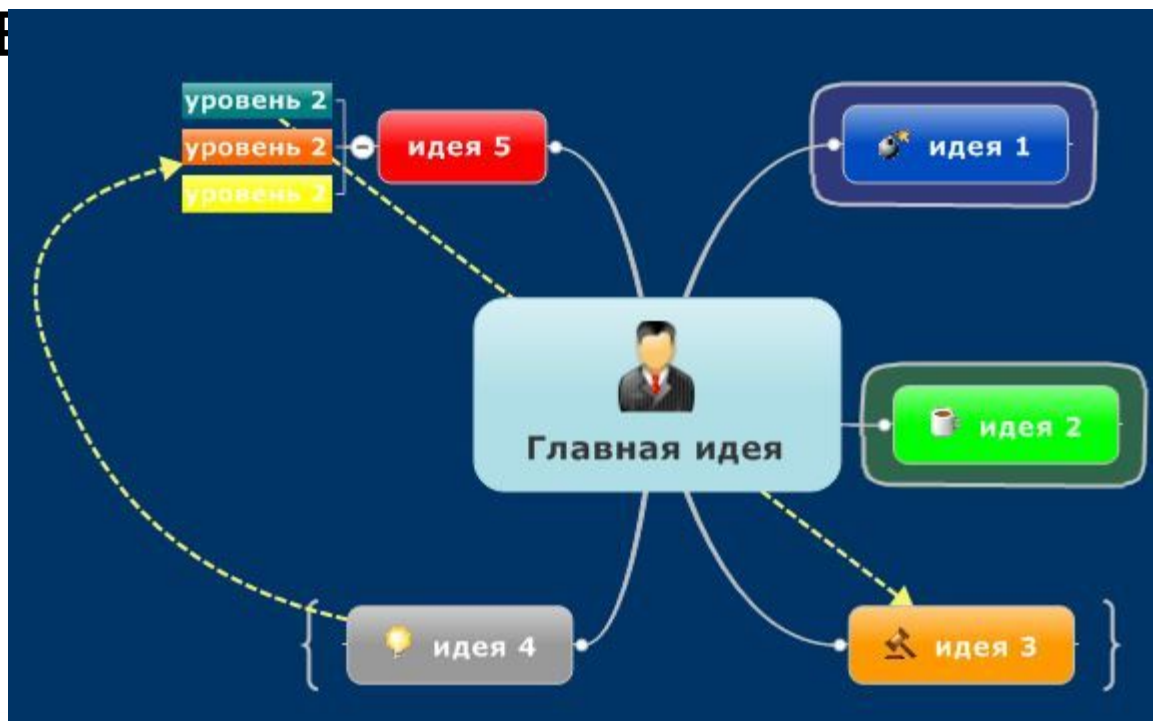 уровень 2
уровень 2
уровень 2
идея 5
идея 1
Главная идея
идея 2
идея 4
идея 3